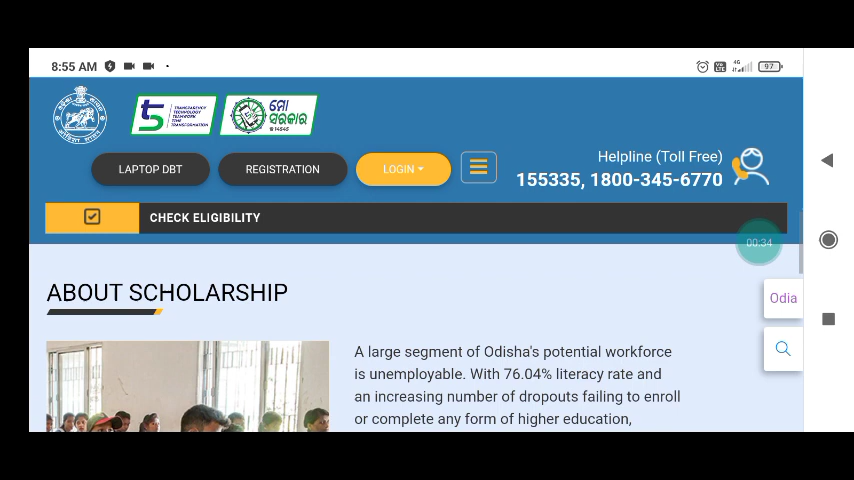 8:55 AM
4G
97
5T
TRANSPARENCY
TECHNOLOGY
TEAMWORK
TIME
TRANSFORMATION
ମୋ
ସରକାର
14545
LAPTOP DBT
REGISTRATION
LOGIN
Helpline (Toll Free)
155335, 1800-345-6770
CHECK ELIGIBILITY
00:34
ABOUT SCHOLARSHIP
Odia
A large segment of Odisha's potential workforce
is unemployable. With 76.04% literacy rate and
an increasing number of dropouts failing to enroll
or complete any form of higher education,